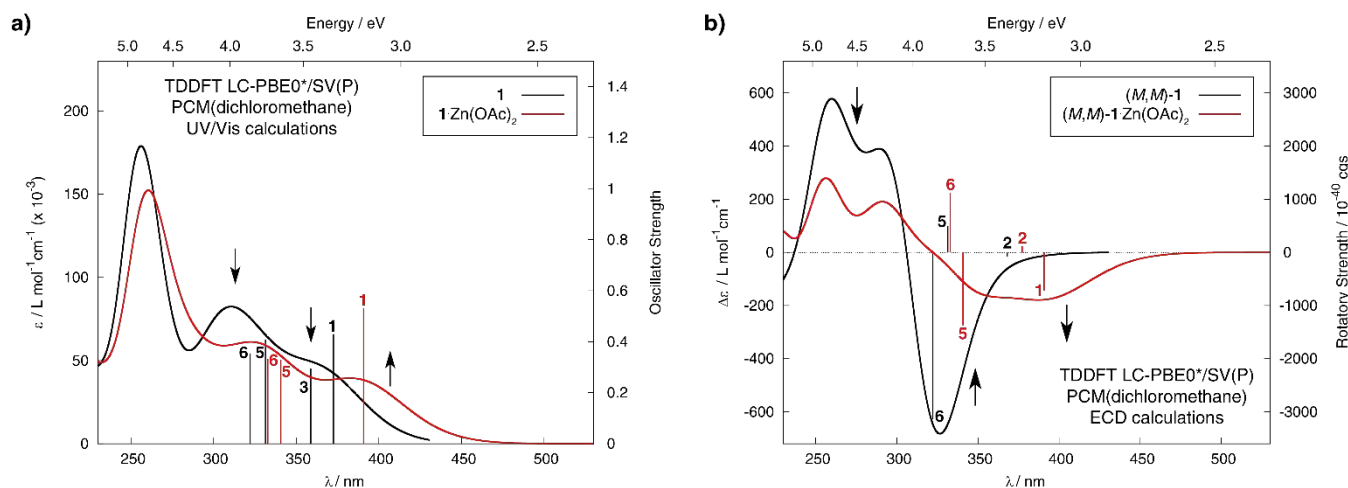 a)
Energy / eV
5.0 4.5 4.0 3.5 3.0 2.5
TDDFT LC-PBE0*/SV(P)
PCM(dichloromethane)
UV/Vis calculations
1
1·Zn(OAc)2
ε / L mol-1cm-1 (x 10-3)
200
150
100
50
0
1.4
1.2
1
0.8
0.6
0.4
0.2
0
Oscillator Strength
6 5 6 5 3 1 1
250 300 350 400 450 500
λ / nm
b)
Energy / eV
5.0 4.5 4.0 3.5 3.0 2.5
(M,M)-1
(M,M)-1·Zn(OAc)2
Δε / L mol-1cm-1
600
400
200
0
-200
-400
-600
3000
2000
1000
0
-1000
-2000
-3000
Rotatory Strength / 10-40 cgs
6
5
2 2
1
5
6
TDDFT LC-PBE0*/SV(P)
PCM(dichloromethane)
ECD calculations
250 300 350 400 450 500
λ / nm